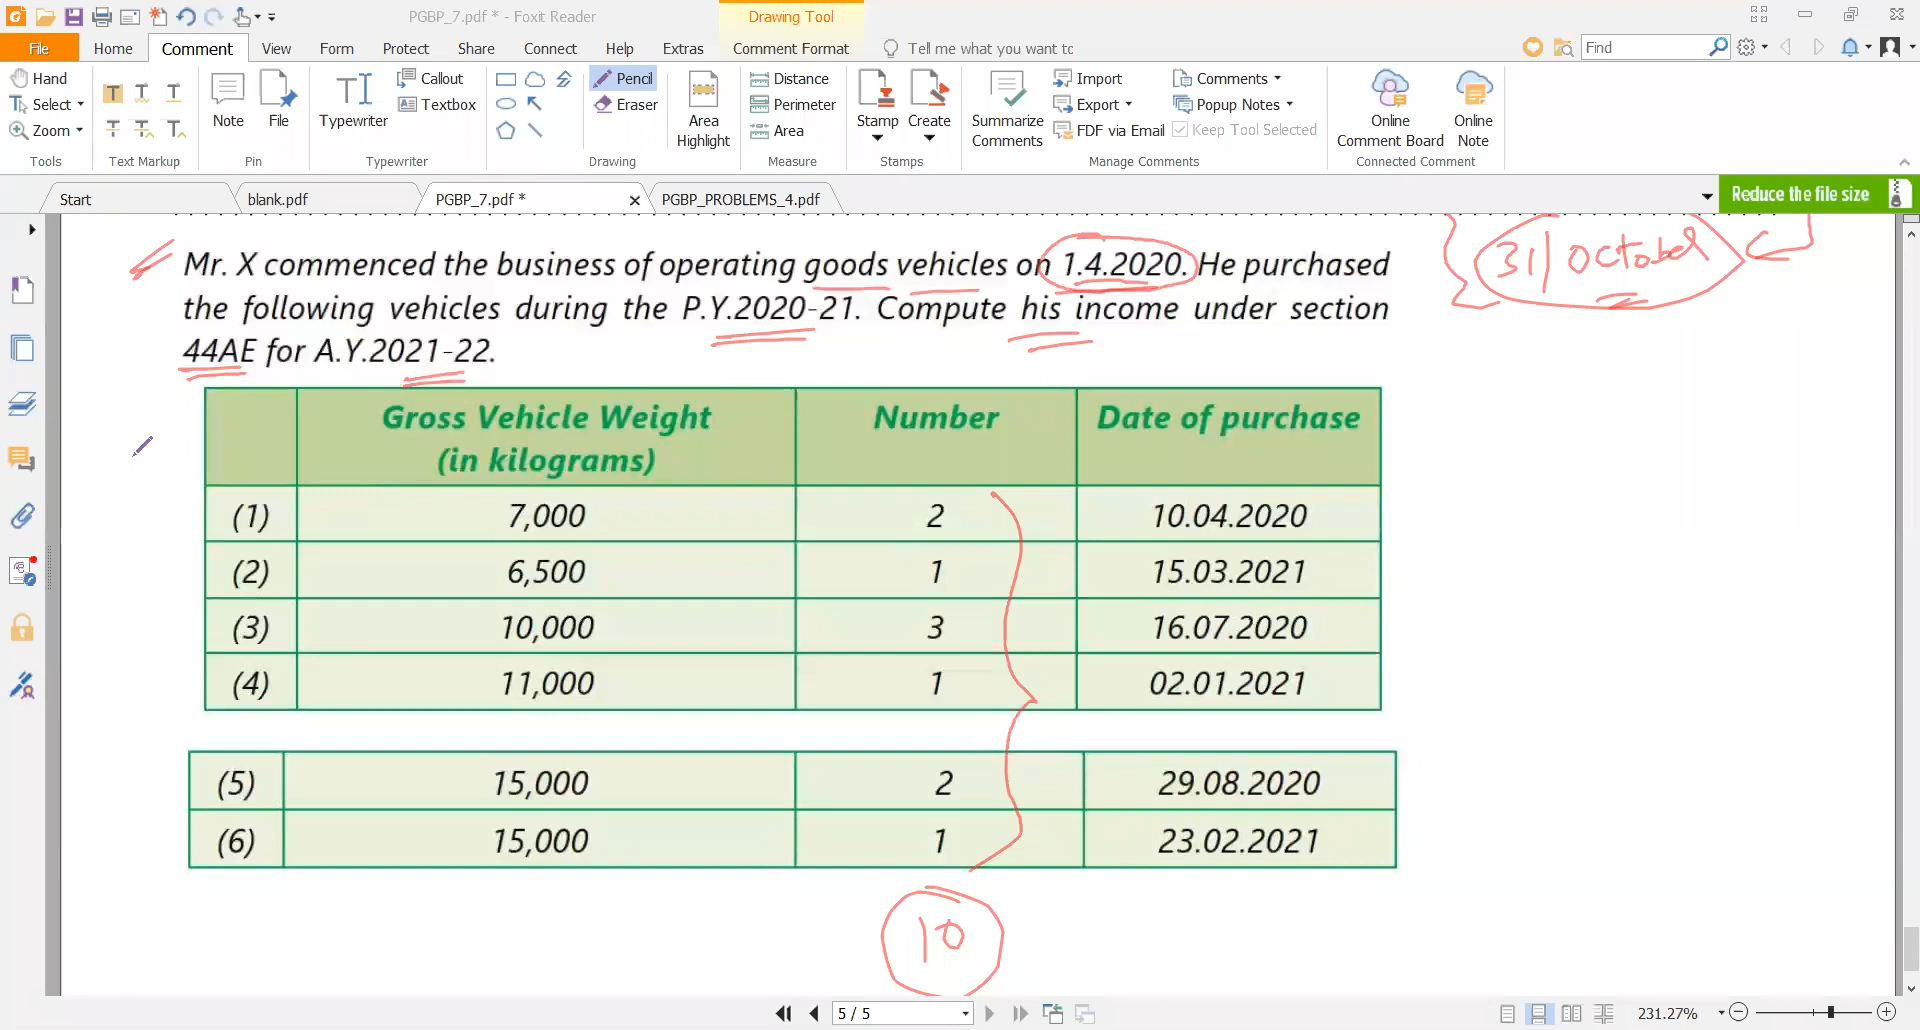 PGBP_7.pdf * - Foxit Reader
Drawing Tool
File Home Comment View Form Protect Share Connect Help Extras Comment Format Tell me what you want to Find
Hand
Select
Zoom
Tools
Text Markup
Note
File
Pin
Typewriter
Callout
Textbox
Typewriter
Pencil
Eraser
Drawing
Area
Highlight
Distance
Perimeter
Area
Measure
Stamp
Create
Stamps
Summarize
Comments
Import
Export
FDF via Email
Comments
Popup Notes
Keep Tool Selected
Manage Comments
Online
Comment Board
Online
Note
Connected Comment
Start blank.pdf PGBP_7.pdf * PGBP_PROBLEMS_4.pdf Reduce the file size
31 October
Mr. X commenced the business of operating goods vehicles on 1.4.2020. He purchased
the following vehicles during the P.Y.2020-21. Compute his income under section
44AE for A.Y.2021-22.
Gross Vehicle Weight (in kilograms) Number Date of purchase
(1) 7,000 2 10.04.2020
(2) 6,500 1 15.03.2021
(3) 10,000 3 16.07.2020
(4) 11,000 1 02.01.2021
(5) 15,000 2 29.08.2020
(6) 15,000 1 23.02.2021
10
5 / 5
231.27%